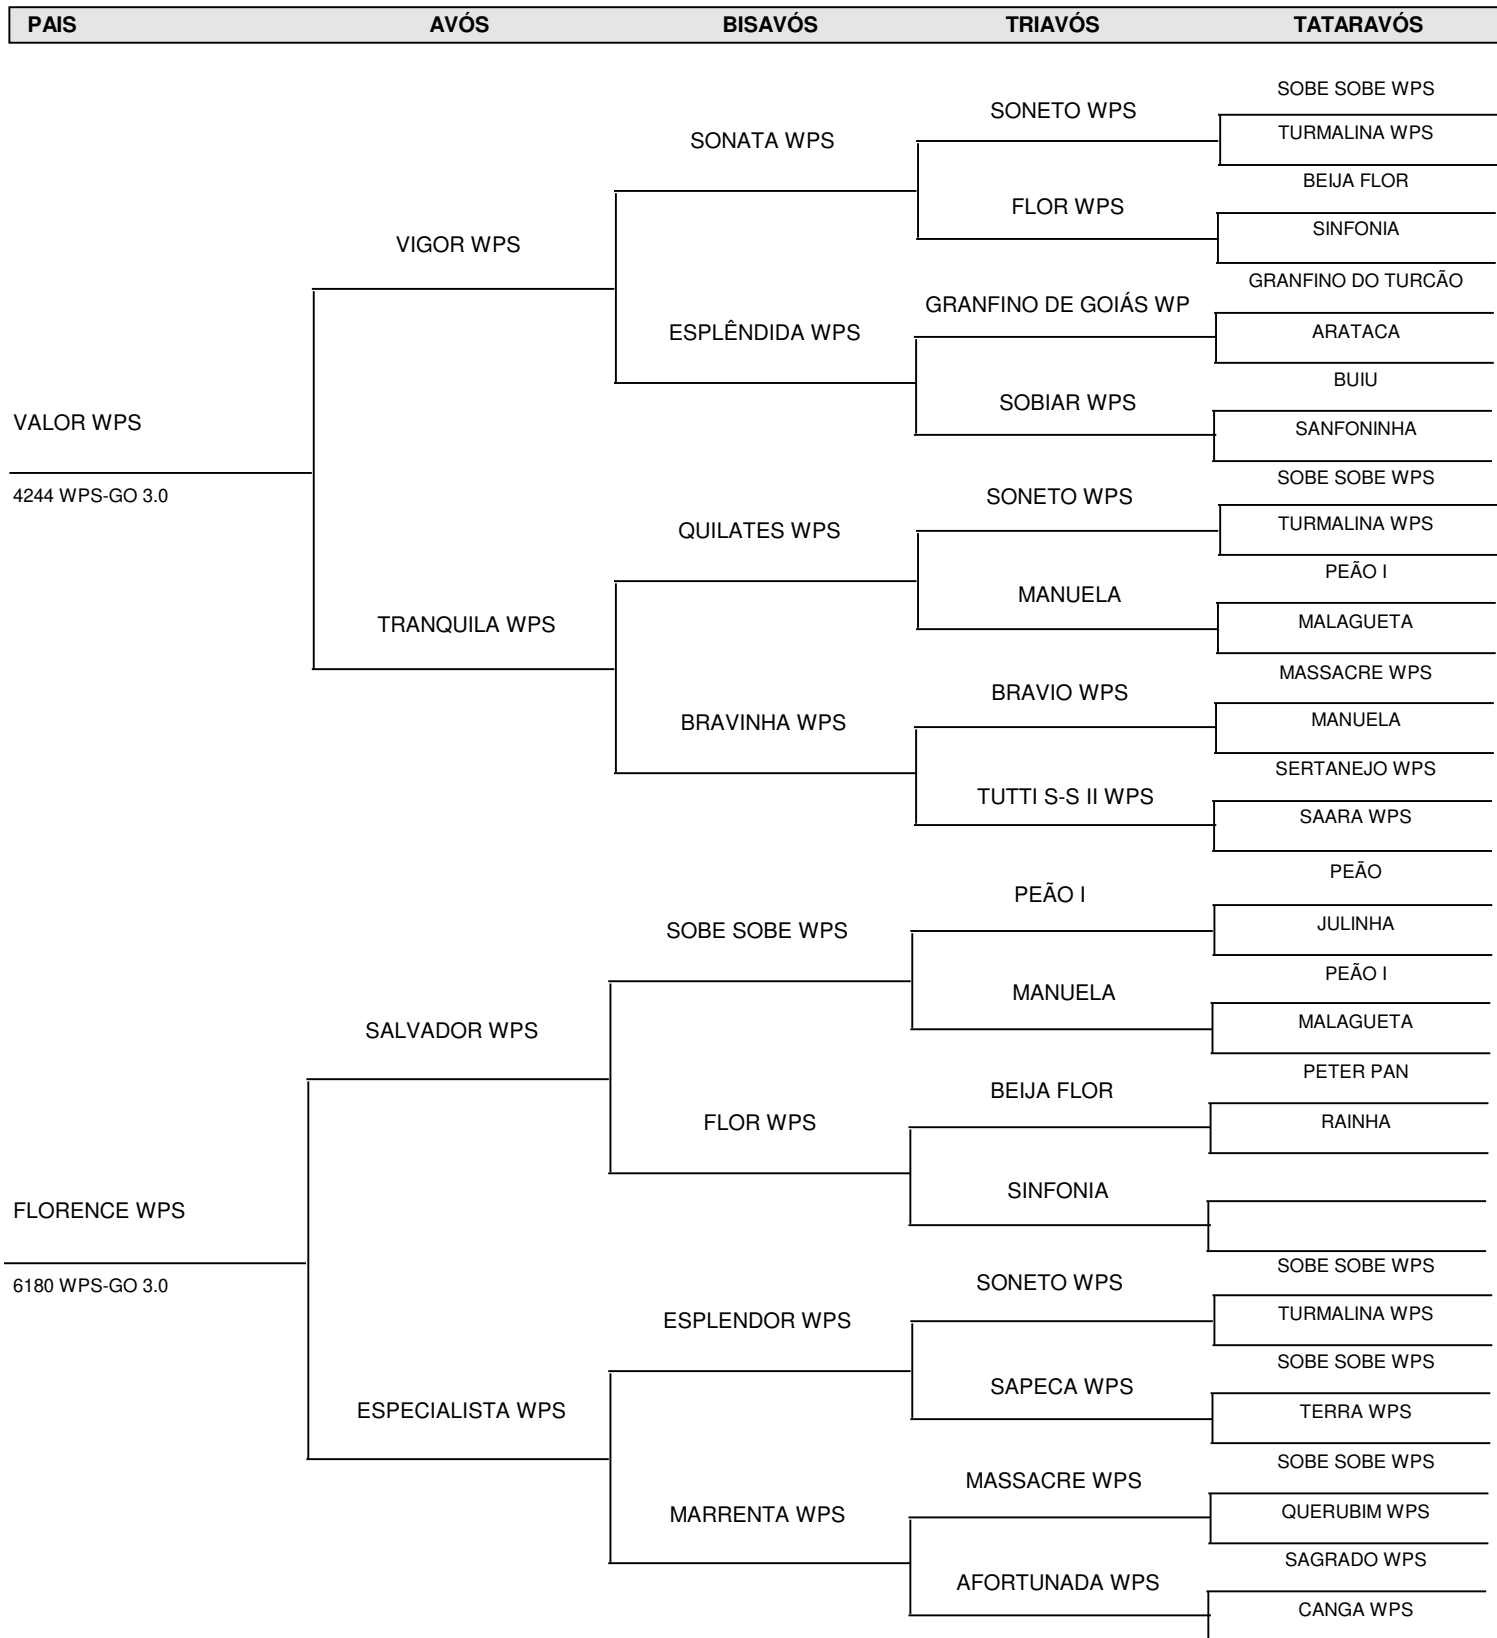 PAIS AVÓS BISAVÓS TRIAVÓS TATARAVÓS
SOBE SOBE WPS
SONETO WPS
TURMALINA WPS
SONATA WPS
BEIJA FLOR
FLOR WPS
SINFONIA
VIGOR WPS
GRANFINO DO TURCÃO
GRANFINO DE GOIÁS WP
ARATACA
ESPLÊNDIDA WPS
BUIU
SOBIAR WPS
SANFONINHA
VALOR WPS
4244 WPS-GO 3.0
SOBE SOBE WPS
SONETO WPS
TURMALINA WPS
QUILATES WPS
PEÃO I
MANUELA
MALAGUETA
TRANQUILA WPS
MASSACRE WPS
BRAVIO WPS
MANUELA
BRAVINHA WPS
SERTANEJO WPS
TUTTI S-S II WPS
SAARA WPS
PEÃO
PEÃO I
JULINHA
SOBE SOBE WPS
PEÃO I
MANUELA
MALAGUETA
SALVADOR WPS
PETER PAN
BEIJA FLOR
RAINHA
FLOR WPS
SINFONIA
FLORENCE WPS
6180 WPS-GO 3.0
SOBE SOBE WPS
SONETO WPS
TURMALINA WPS
ESPLENDOR WPS
SOBE SOBE WPS
SAPECA WPS
TERRA WPS
ESPECIALISTA WPS
SOBE SOBE WPS
MASSACRE WPS
QUERUBIM WPS
MARRENTA WPS
SAGRADO WPS
AFORTUNADA WPS
CANGA WPS